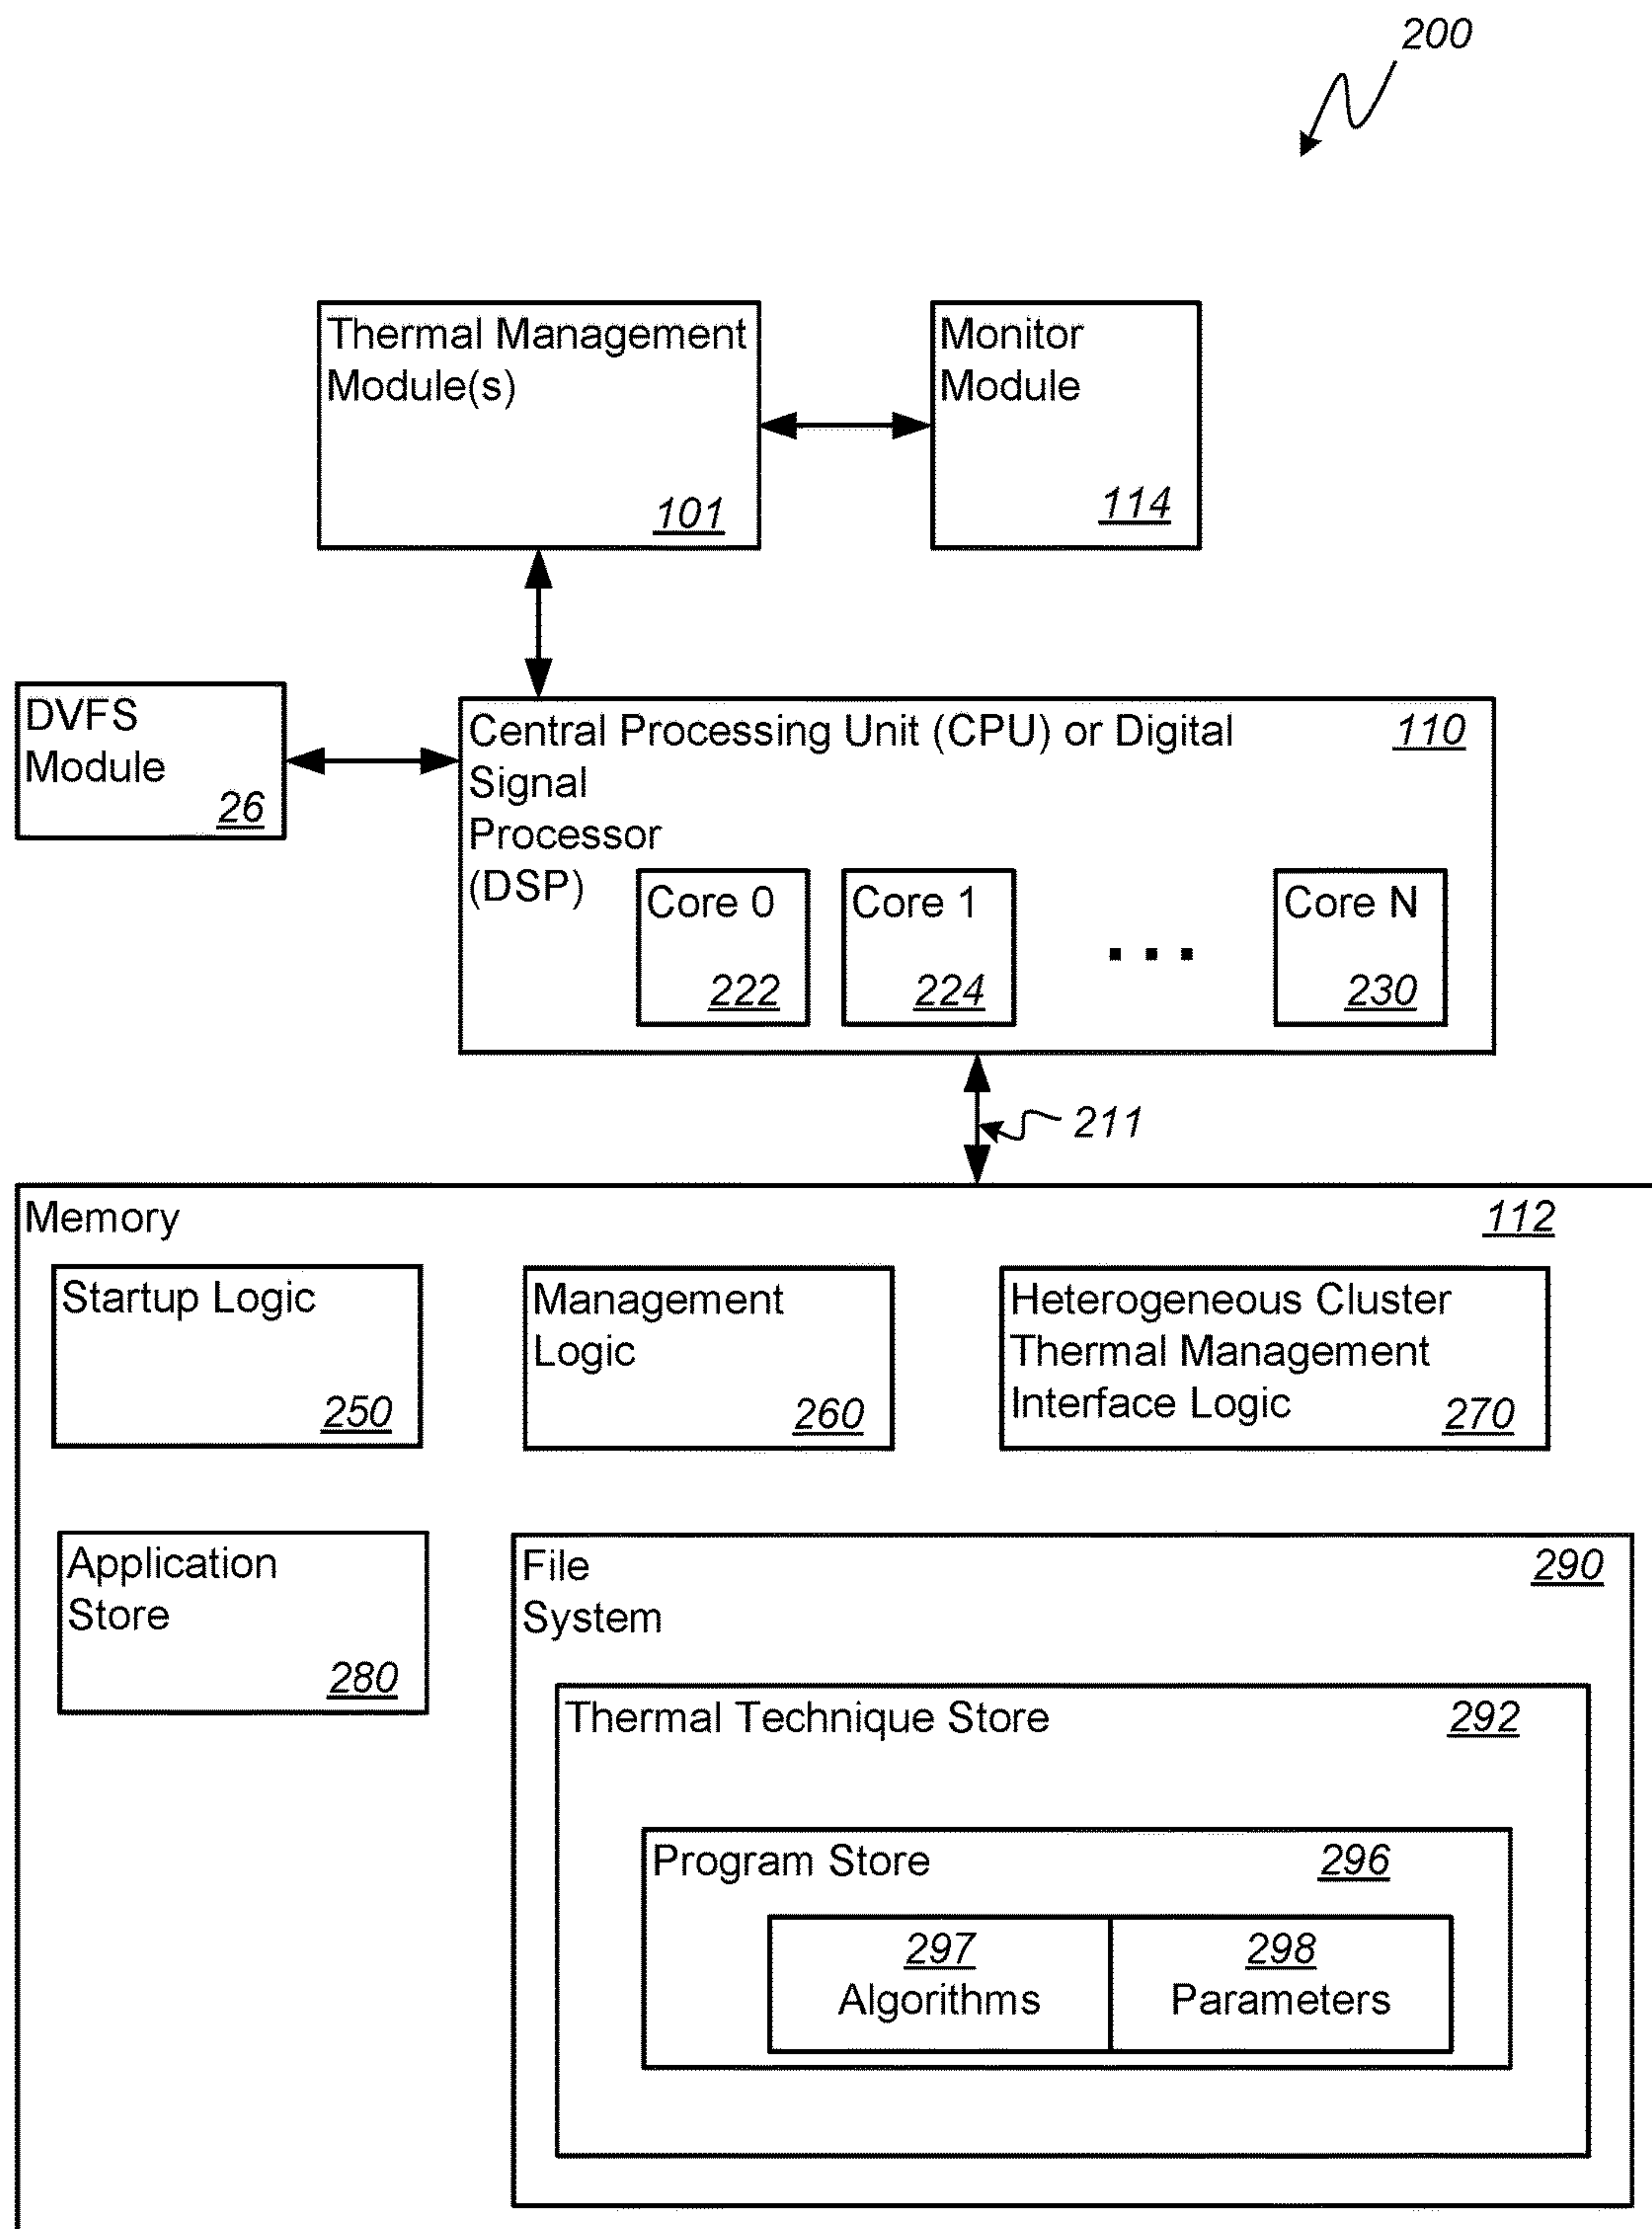 200
Thermal Management
Module(s)
101
Monitor
Module
114
DVFS
Module
26
Central Processing Unit (CPU) or Digital
Signal
Processor
(DSP)
110
Core 0
222
Core 1
224
...
Core N
230
211
Memory
112
Startup Logic
250
Management
Logic
260
Heterogeneous Cluster
Thermal Management
Interface Logic
270
Application
Store
280
File
System
290
Thermal Technique Store
292
Program Store
296
297
Algorithms
298
Parameters